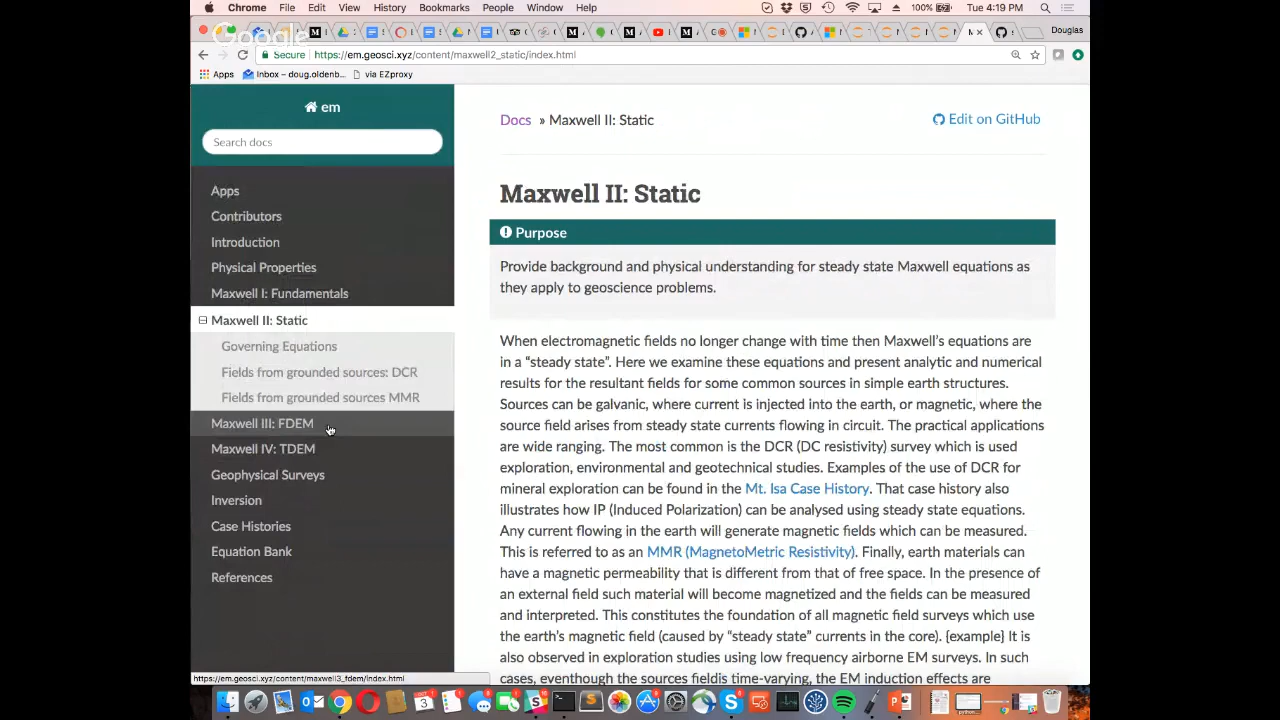 Chrome File Edit View History Bookmarks People Window Help 100% Tue 4:19 PM
Google
Douglas
Secure https://em.geosci.xyz/content/maxwell2_static/index.html
Apps Inbox – doug.oldenb... via EZproxy
em
Search docs
Apps
Contributors
Introduction
Physical Properties
Maxwell I: Fundamentals
Maxwell II: Static
Governing Equations
Fields from grounded sources: DCR
Fields from grounded sources MMR
Maxwell III: FDEM
Maxwell IV: TDEM
Geophysical Surveys
Inversion
Case Histories
Equation Bank
References
https://em.geosci.xyz/content/maxwell3_fdem/index.html
Docs » Maxwell II: Static
Edit on GitHub
Maxwell II: Static
Purpose
Provide background and physical understanding for steady state Maxwell equations as
they apply to geoscience problems.
When electromagnetic fields no longer change with time then Maxwell's equations are
in a “steady state”. Here we examine these equations and present analytic and numerical
results for the resultant fields for some common sources in simple earth structures.
Sources can be galvanic, where current is injected into the earth, or magnetic, where the
source field arises from steady state currents flowing in circuit. The practical applications
are wide ranging. The most common is the DCR (DC resistivity) survey which is used
exploration, environmental and geotechnical studies. Examples of the use of DCR for
mineral exploration can be found in the Mt. Isa Case History. That case history also
illustrates how IP (Induced Polarization) can be analysed using steady state equations.
Any current flowing in the earth will generate magnetic fields which can be measured.
This is referred to as an MMR (MagnetoMetric Resistivity). Finally, earth materials can
have a magnetic permeability that is different from that of free space. In the presence of
an external field such material will become magnetized and the fields can be measured
and interpreted. This constitutes the foundation of all magnetic field surveys which use
the earth's magnetic field (caused by “steady state” currents in the core). {example} It is
also observed in exploration studies using low frequency airborne EM surveys. In such
cases, eventhough the sources fieldis time-varying, the EM induction effects are